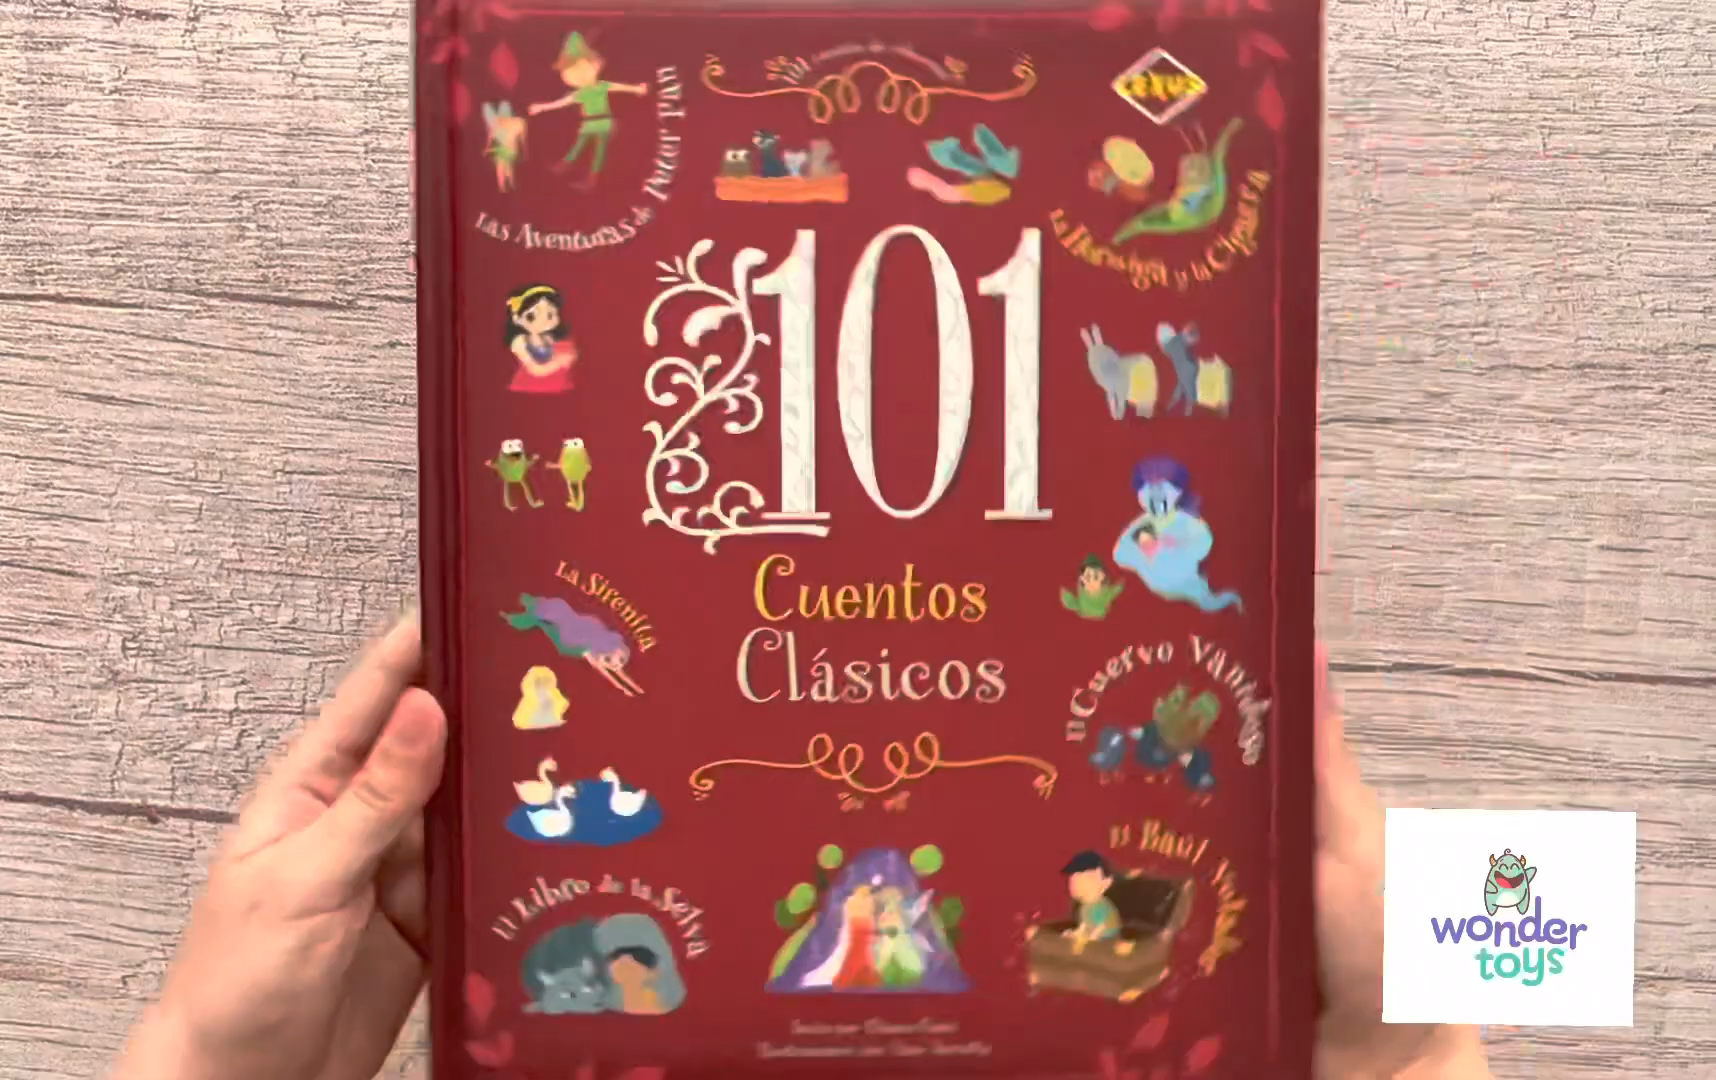 LEXUS
Las Aventuras de Peter Pan
La Hormiga y la Cigarra
101
Cuentos
Clásicos
La Sirenita
El Cuervo Vanidoso
El Libro de la Selva
El Baúl
wonder
toys